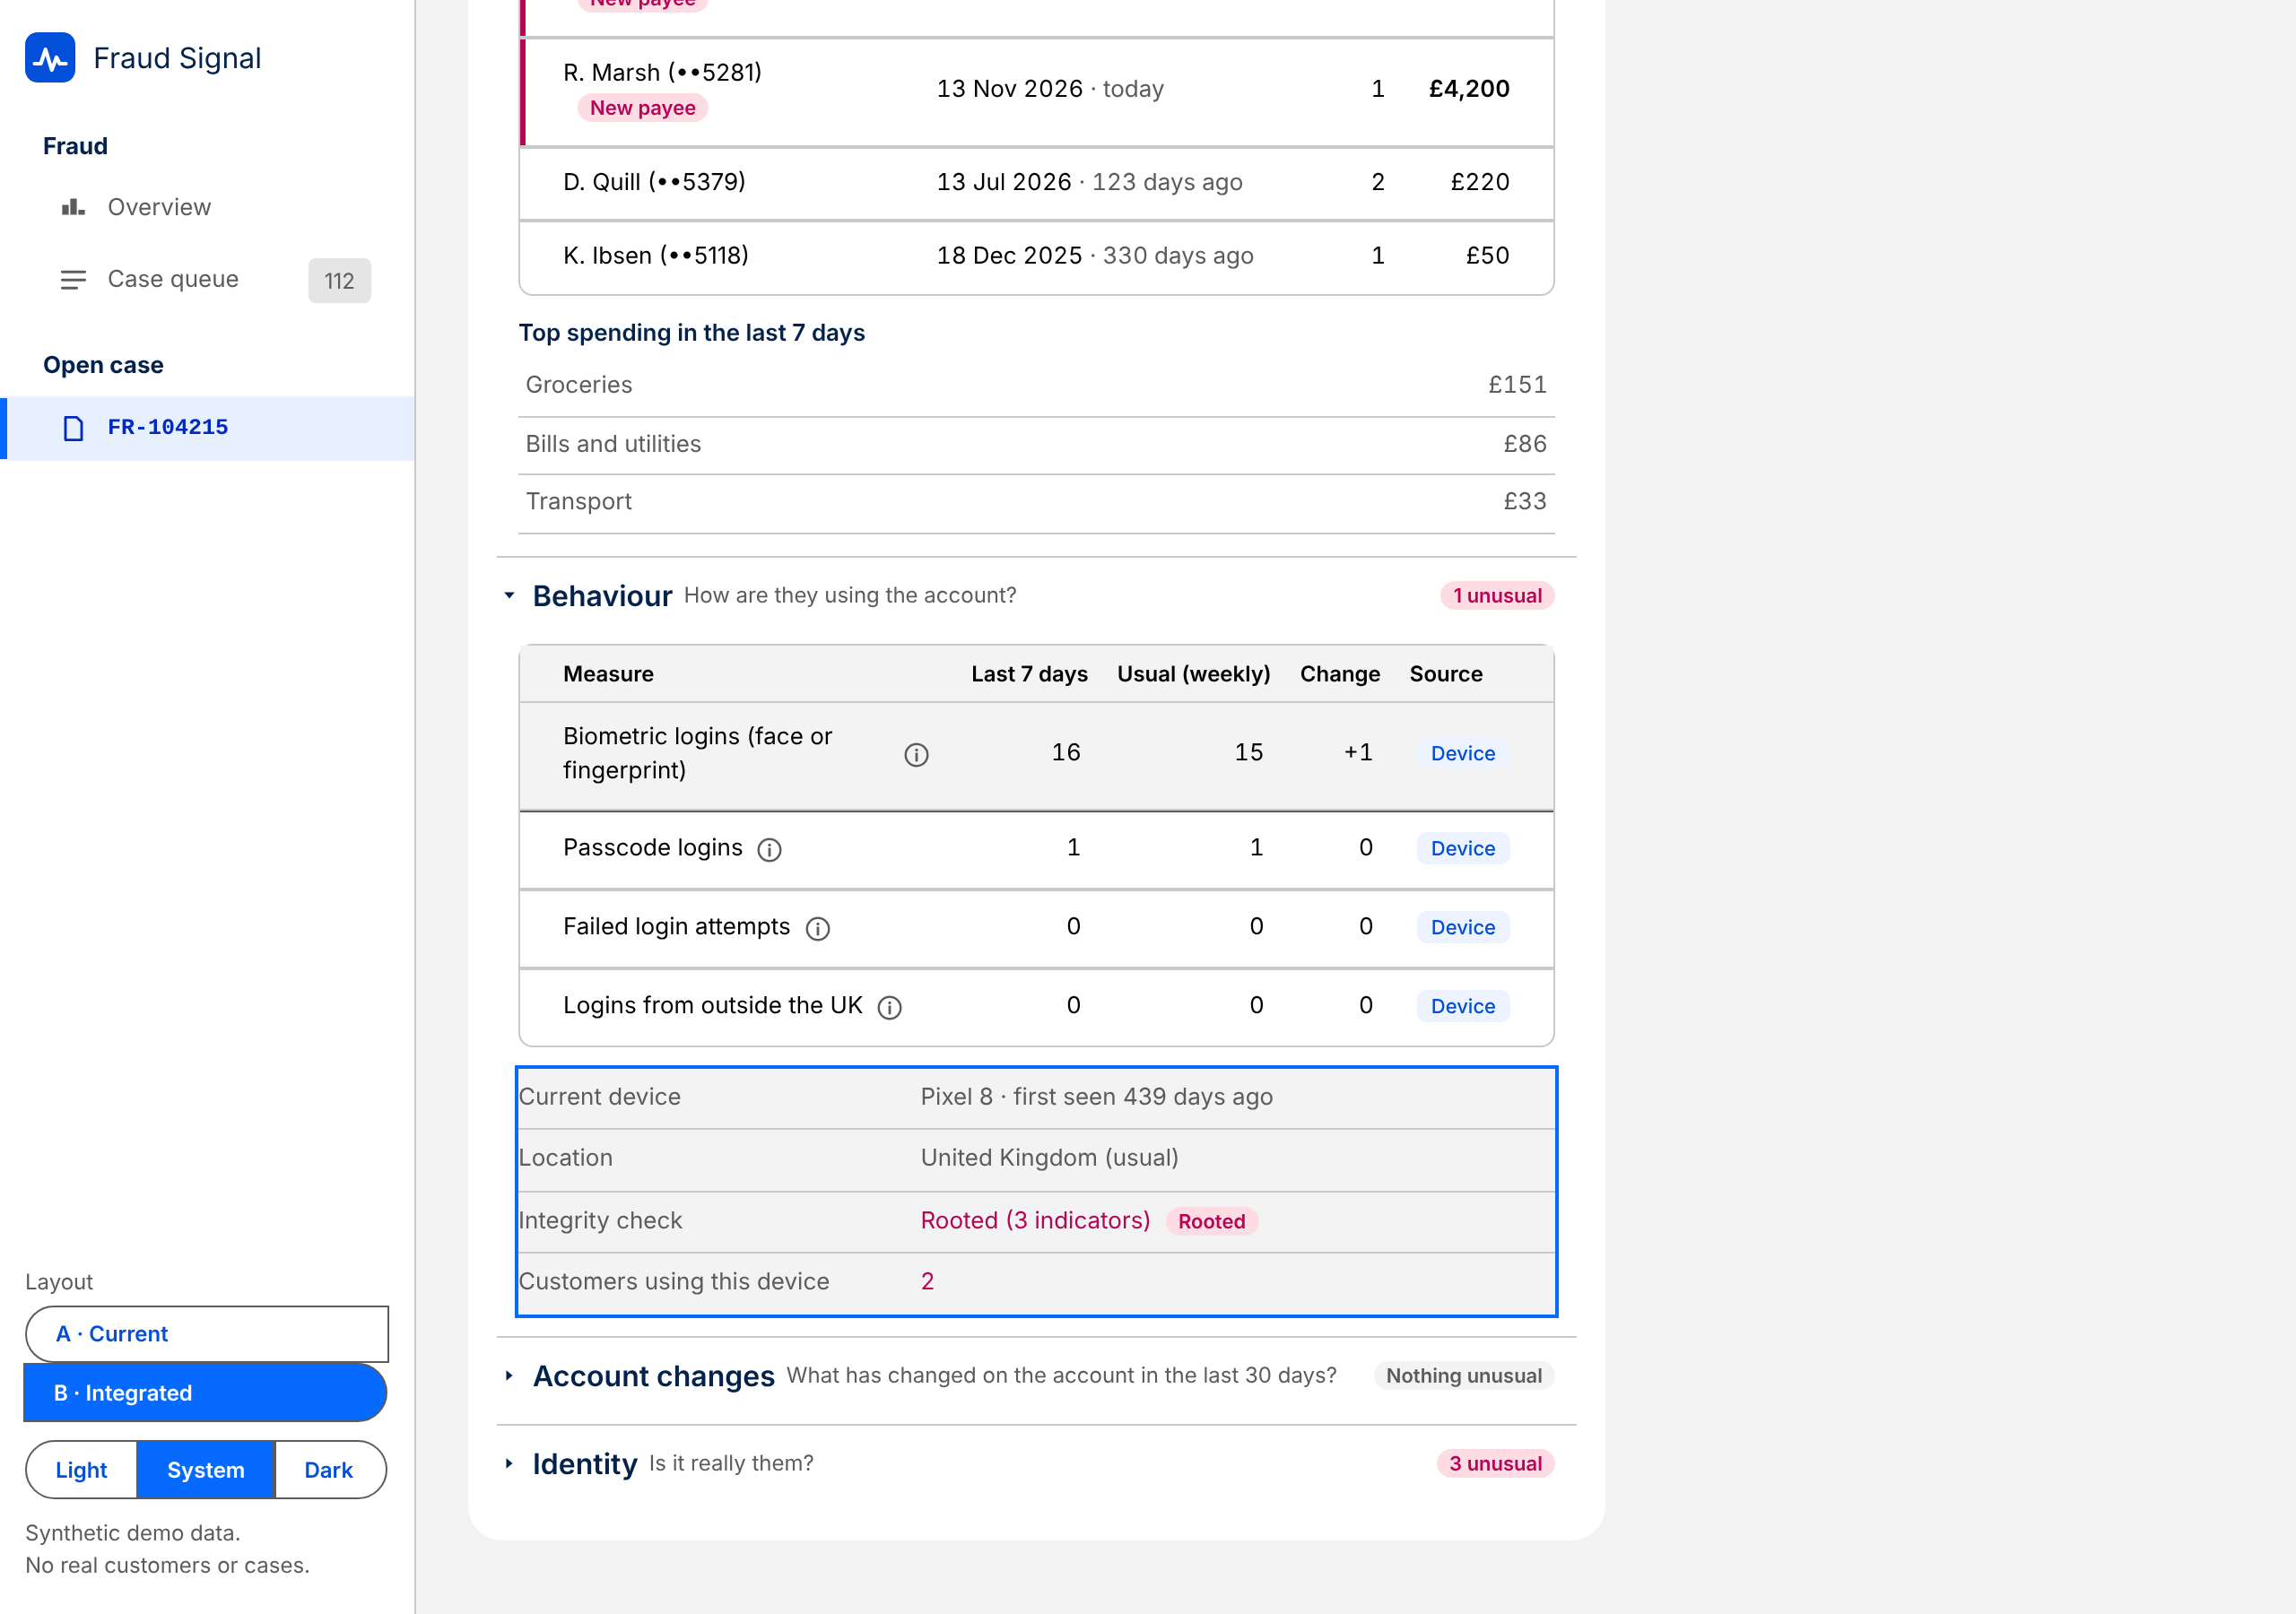 Fraud Signal
Fraud
Overview
Case queue 112
Open case
FR-104215
Layout
A · Current
B · Integrated
Light System Dark
Synthetic demo data.
No real customers or cases.
New payee
R. Marsh (••5281) 13 Nov 2026 · today 1 £4,200
New payee
D. Quill (••5379) 13 Jul 2026 · 123 days ago 2 £220
K. Ibsen (••5118) 18 Dec 2025 · 330 days ago 1 £50
Top spending in the last 7 days
Groceries £151
Bills and utilities £86
Transport £33
Behaviour How are they using the account? 1 unusual
Measure Last 7 days Usual (weekly) Change Source
Biometric logins (face or
fingerprint) 16 15 +1 Device
Passcode logins 1 1 0 Device
Failed login attempts 0 0 0 Device
Logins from outside the UK 0 0 0 Device
Current device Pixel 8 · first seen 439 days ago
Location United Kingdom (usual)
Integrity check Rooted (3 indicators) Rooted
Customers using this device 2
Account changes What has changed on the account in the last 30 days? Nothing unusual
Identity Is it really them? 3 unusual